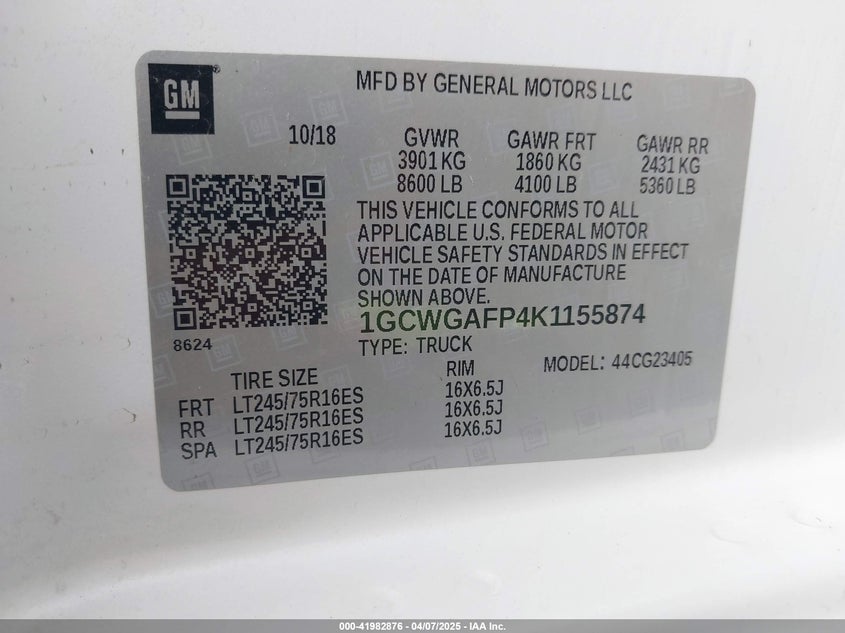 GM
MFD BY GENERAL MOTORS LLC
10/18 GVWR GAWR FRT GAWR RR
3901 KG 1860 KG 2431 KG
8600 LB 4100 LB 5360 LB
THIS VEHICLE CONFORMS TO ALL
APPLICABLE U.S. FEDERAL MOTOR
VEHICLE SAFETY STANDARDS IN EFFECT
ON THE DATE OF MANUFACTURE
SHOWN ABOVE.
1GCWGAFP4K1155874
8624
TYPE: TRUCK
MODEL: 44CG23405
TIRE SIZE RIM
FRT LT245/75R16ES 16X6.5J
RR LT245/75R16ES 16X6.5J
SPA LT245/75R16ES 16X6.5J
000-41982876 - 04/07/2025 - IAA Inc.